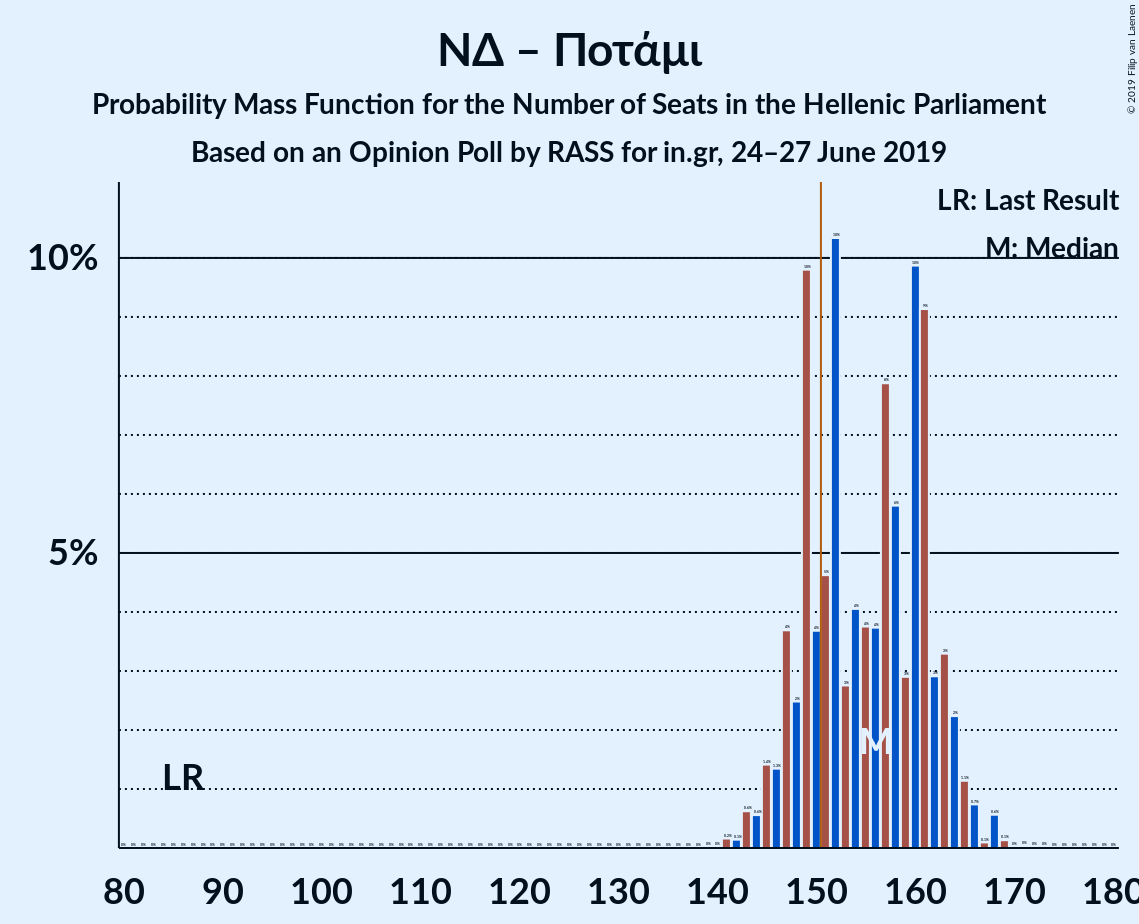 © 2019 Filip van Laenen
ΝΔ – Ποτάμι
Probability Mass Function for the Number of Seats in the Hellenic Parliament
Based on an Opinion Poll by RASS for in.gr, 24–27 June 2019
LR: Last Result
M: Median
10%
5%
LR
M
80 90 100 110 120 130 140 150 160 170 180